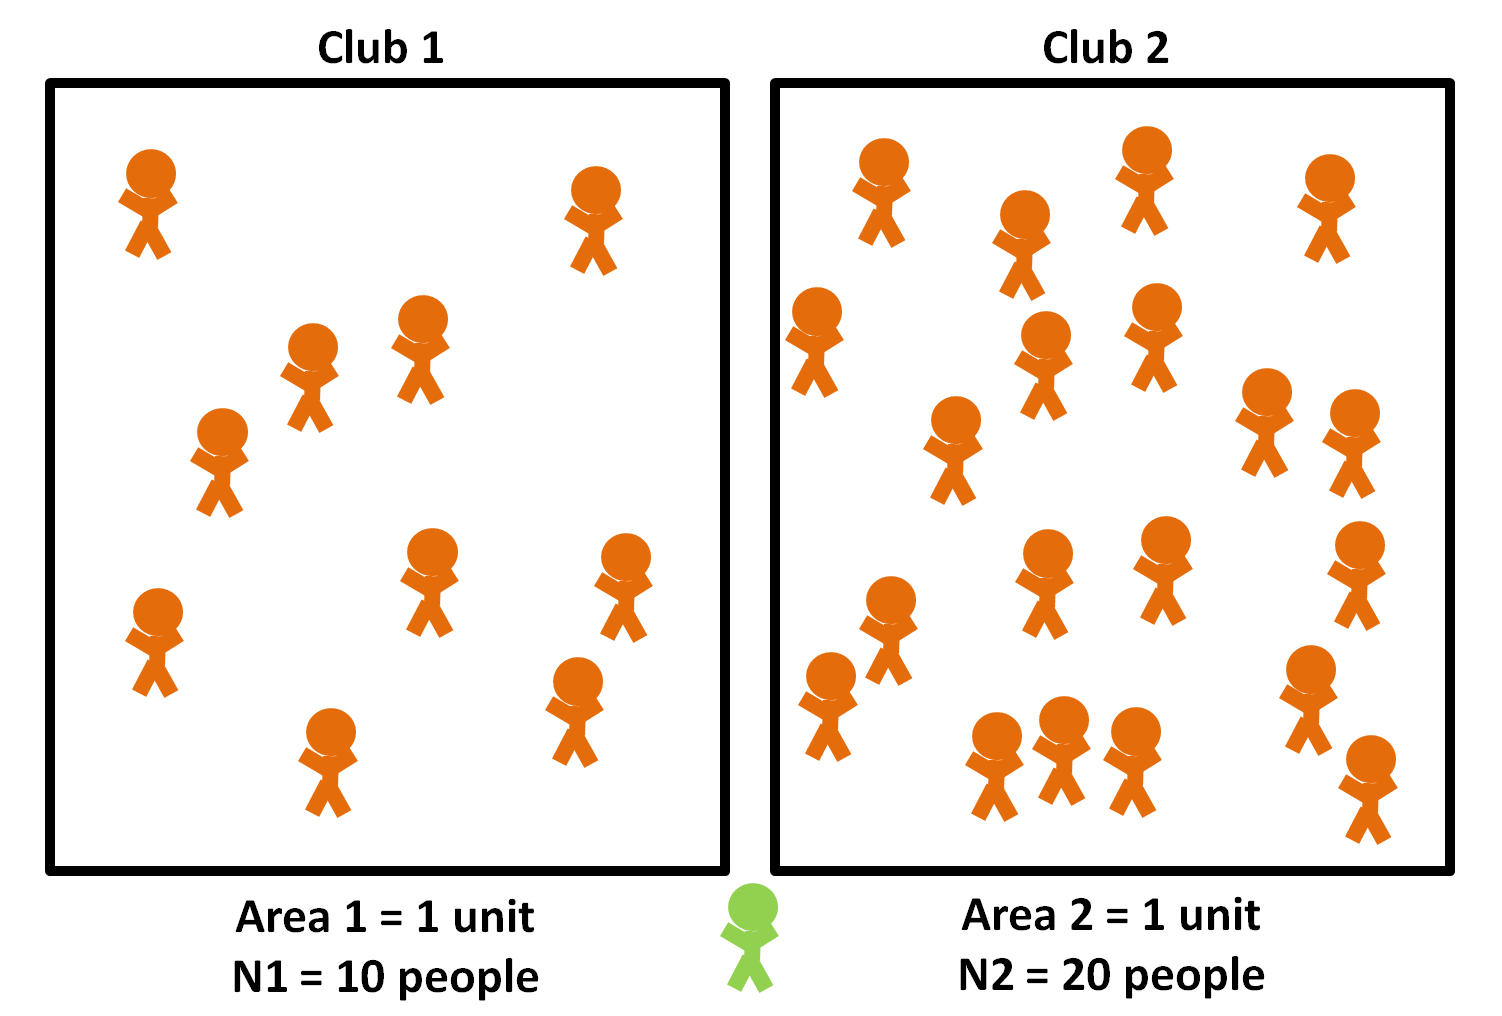 Club 1
Club 2
Area 1 = 1 unit
N1 = 10 people
Area 2 = 1 unit
N2 = 20 people